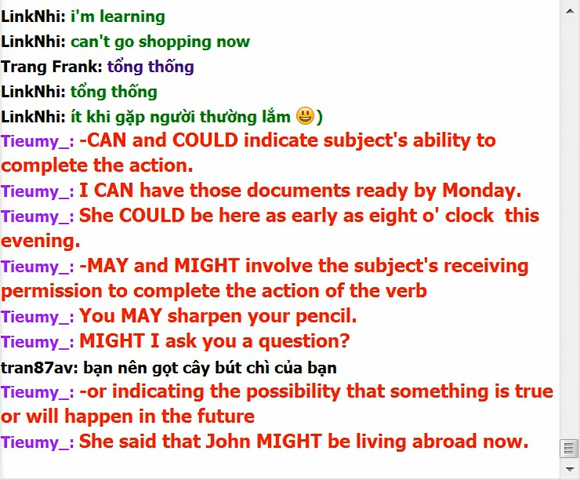 LinkNhi: i'm learning
LinkNhi: can't go shopping now
Trang Frank: tổng thống
LinkNhi: tổng thống
LinkNhi: ít khi gặp người thường lắm 😃)
Tieumy_: -CAN and COULD indicate subject's ability to
complete the action.
Tieumy_: I CAN have those documents ready by Monday.
Tieumy_: She COULD be here as early as eight o' clock  this
evening.
Tieumy_: -MAY and MIGHT involve the subject's receiving
permission to complete the action of the verb
Tieumy_: You MAY sharpen your pencil.
Tieumy_: MIGHT I ask you a question?
tran87av: bạn nên gọt cây bút chì của bạn
Tieumy_: -or indicating the possibility that something is true
or will happen in the future
Tieumy_: She said that John MIGHT be living abroad now.